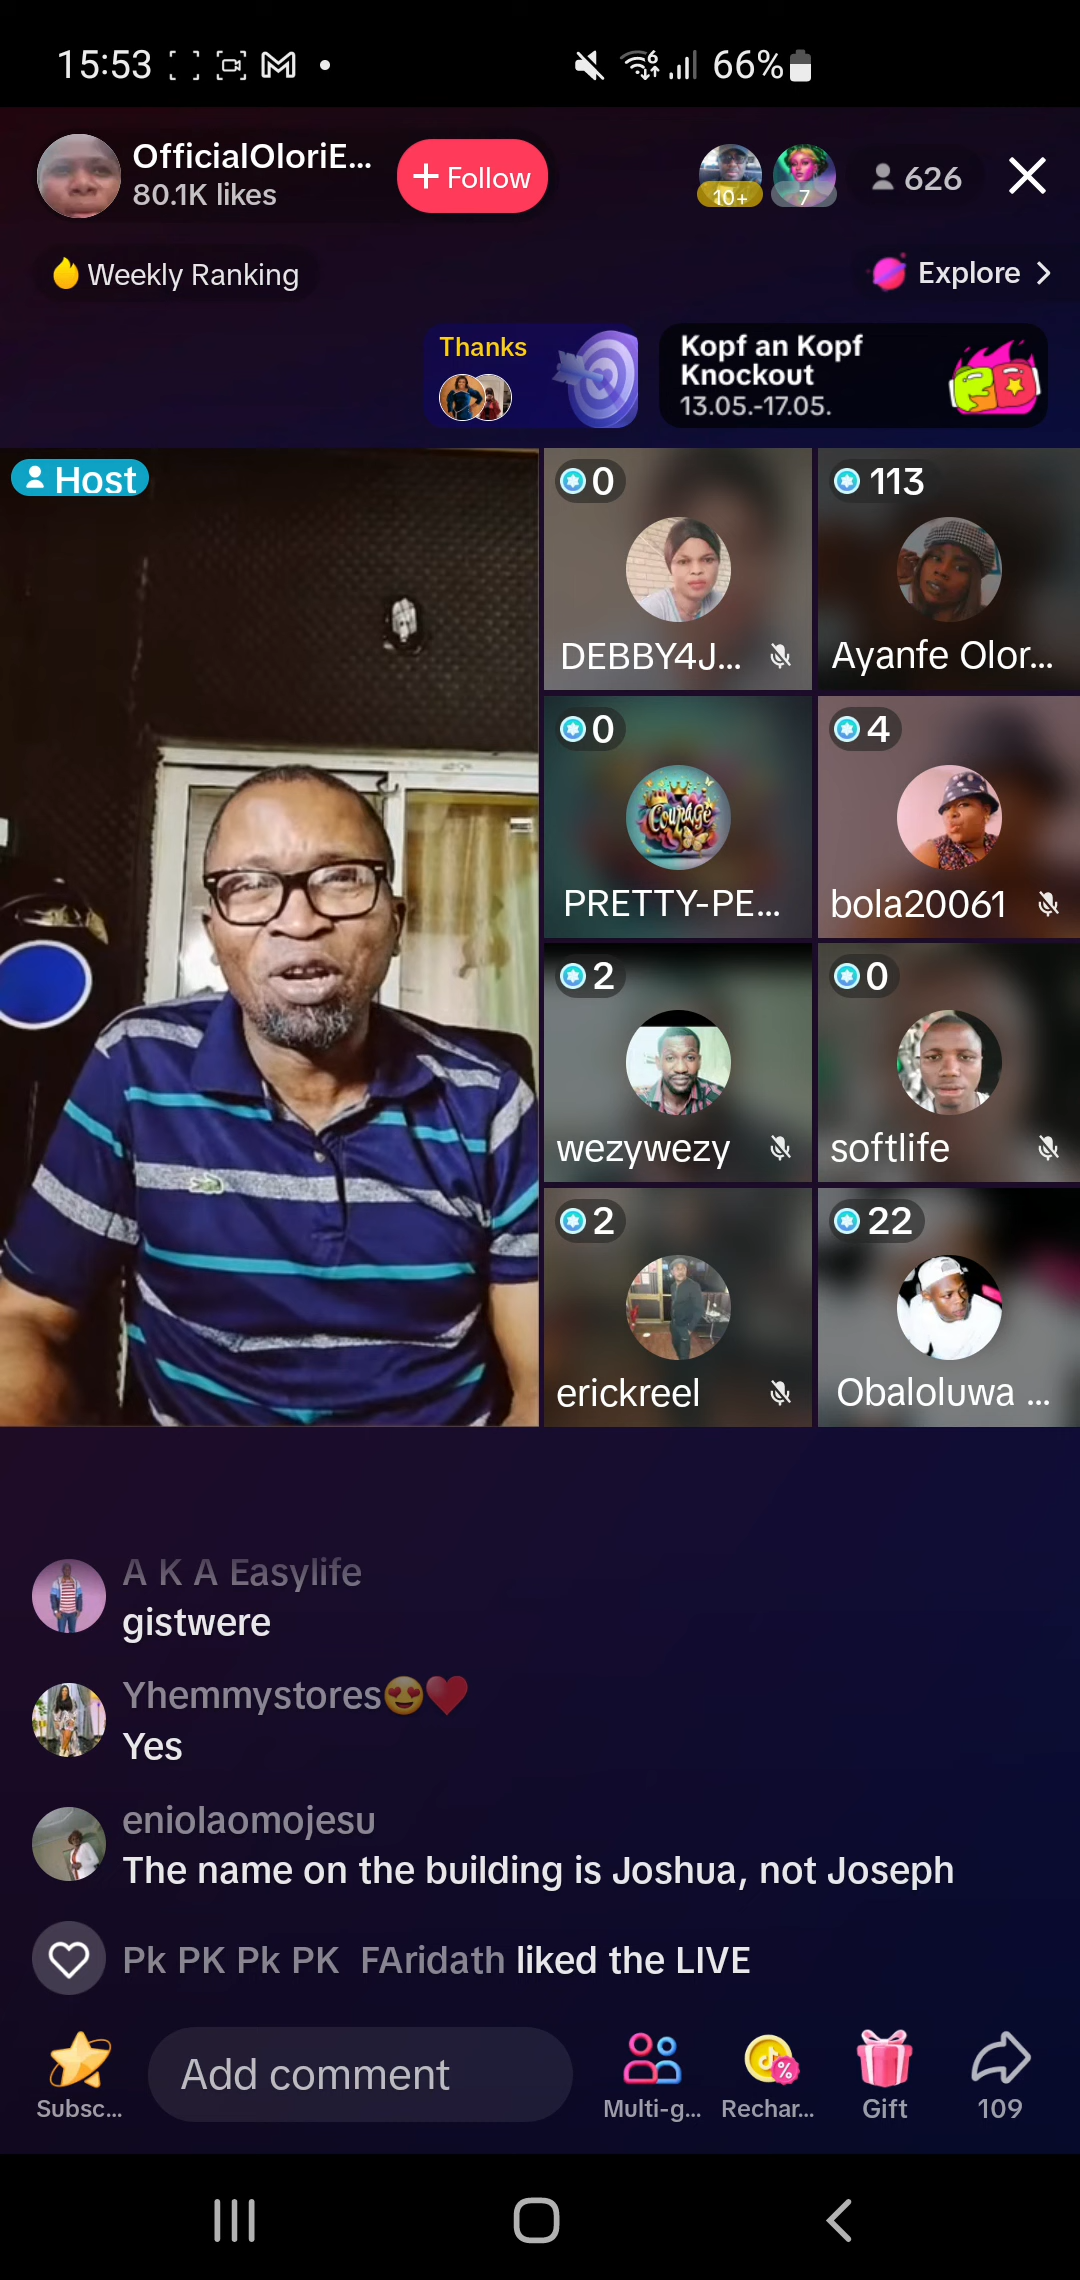 15:53
66%
OfficialOloriE...
80.1K likes
+ Follow
10+
7
626
Weekly Ranking
Explore
Thanks
Kopf an Kopf
Knockout
13.05.-17.05.
Host
0
DEBBY4J...
113
Ayanfe Olor...
0
Courage
PRETTY-PE...
4
bola20061
2
wezywezy
0
softlife
2
erickreel
22
Obaloluwa ...
A K A Easylife
gistwere
Yhemmystores😍❤️
Yes
eniolaomojesu
The name on the building is Joshua, not Joseph
Pk PK Pk PK FAridath liked the LIVE
Add comment
Subsc...
Multi-g...
Rechar...
Gift
109